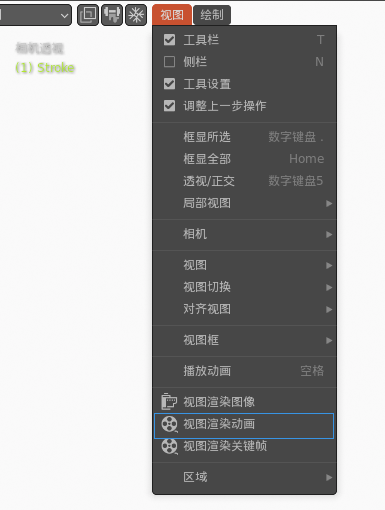 视图 绘制
相机透视
(1) Stroke
工具栏 T
侧栏 N
工具设置
调整上一步操作
框显所选 数字键盘 .
框显全部 Home
透视/正交 数字键盘5
局部视图
相机
视图
视图切换
对齐视图
视图框
播放动画 空格
视图渲染图像
视图渲染动画
视图渲染关键帧
区域